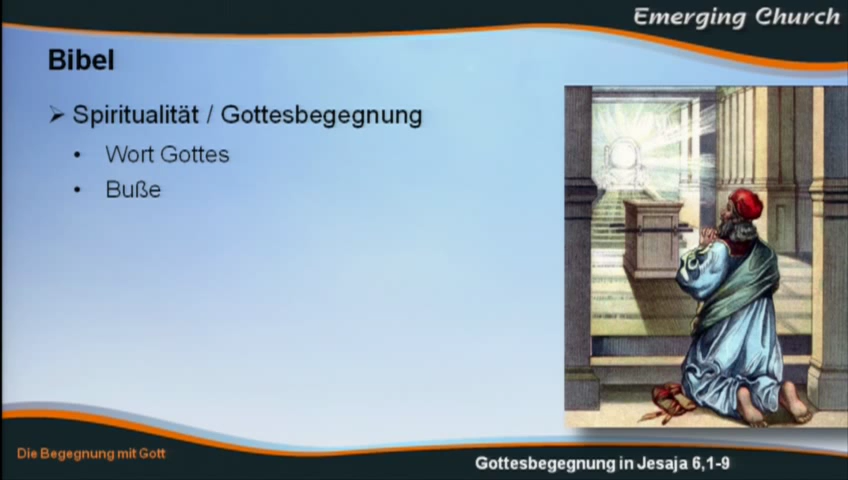 Emerging Church
Bibel
Spiritualität / Gottesbegegnung
• Wort Gottes
• Buße
Die Begegnung mit Gott
Gottesbegegnung in Jesaja 6,1-9